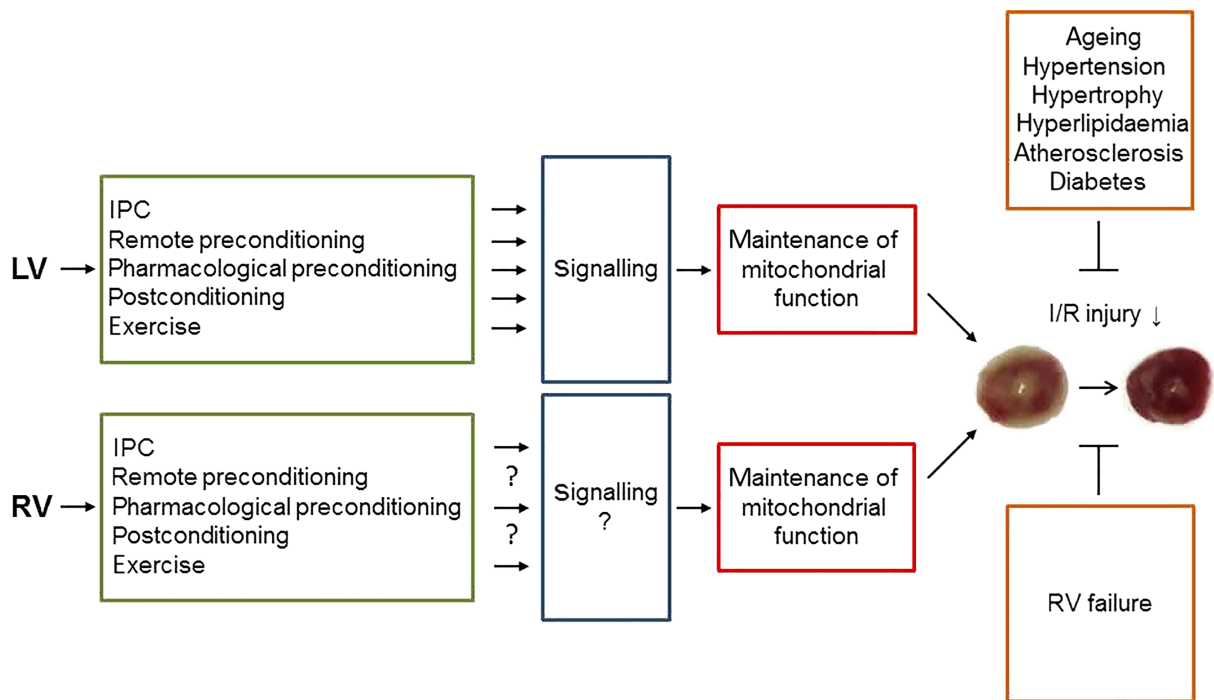 Ageing
Hypertension
Hypertrophy
Hyperlipidaemia
Atherosclerosis
Diabetes
LV
IPC
Remote preconditioning
Pharmacological preconditioning
Postconditioning
Exercise
Signalling
Maintenance of
mitochondrial
function
I/R injury ↓
RV
IPC
Remote preconditioning
Pharmacological preconditioning
Postconditioning
Exercise
?
?
Signalling
?
Maintenance of
mitochondrial
function
RV failure